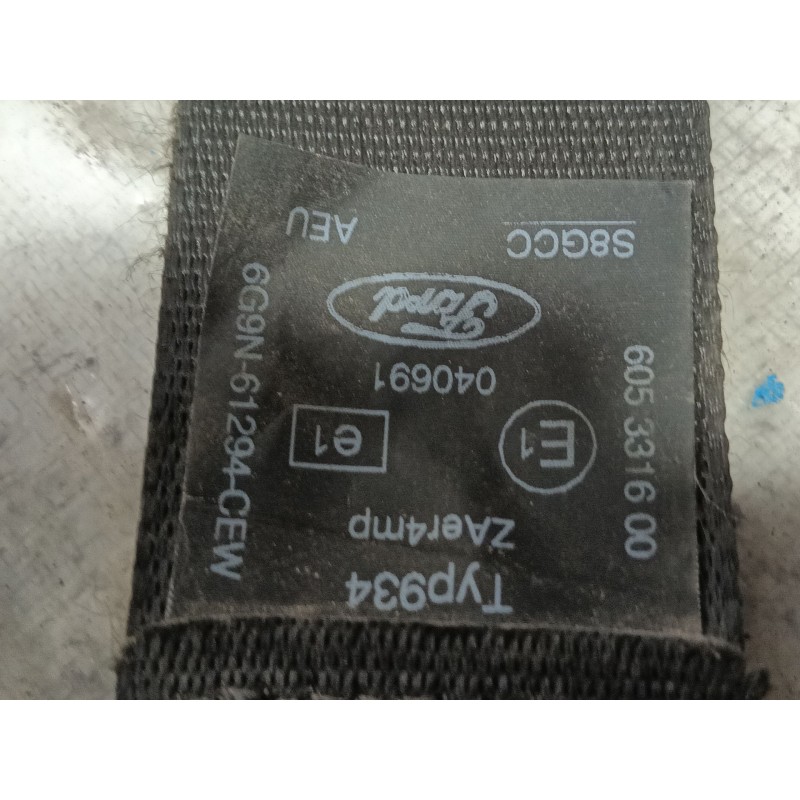 Typ934
ZAer4mp
E1
e1
040691
Ford
S8GCC
AEU
605 3316 00
6G9N-61294-CEW